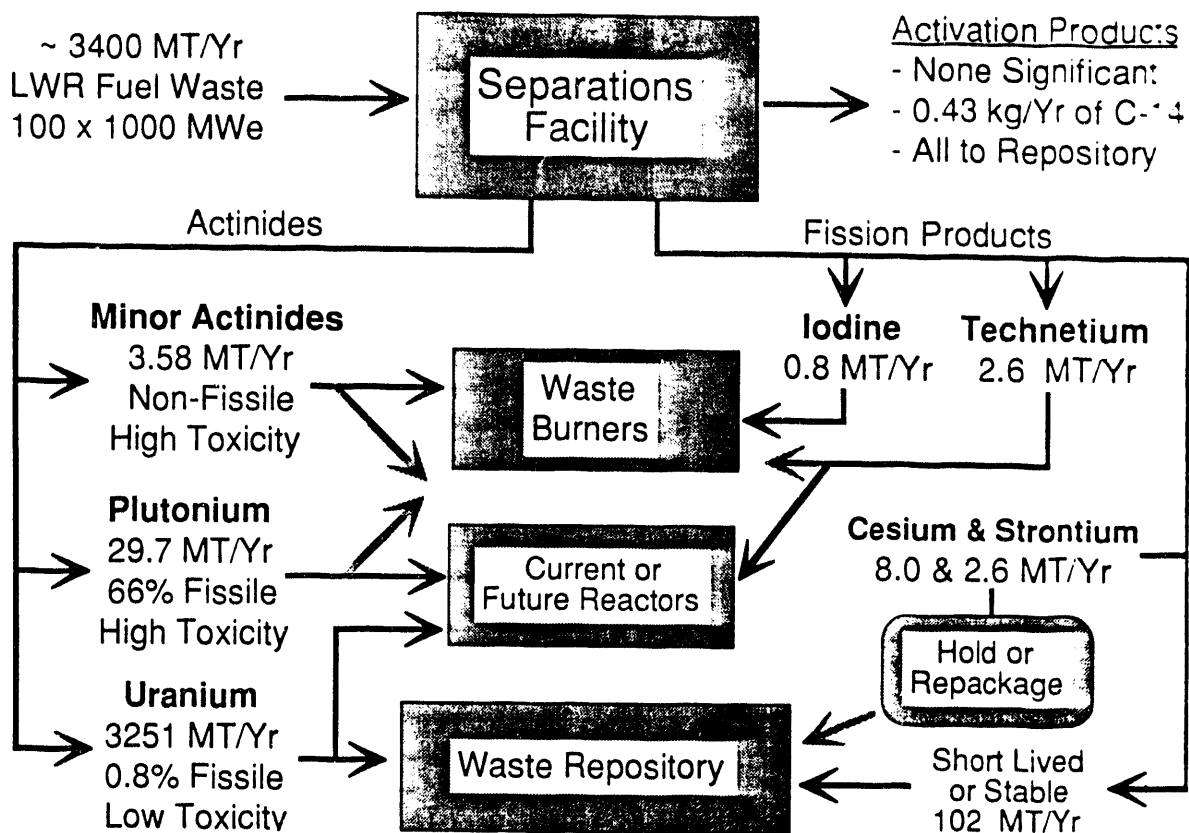 ~ 3400 MT/Yr
LWR Fuel Waste
100 x 1000 MWe
Separations
Facility
Activation Products
- None Significant
- 0.43 kg/Yr of C-14
- All to Repository
Actinides
Fission Products
Minor Actinides
3.58 MT/Yr
Non-Fissile
High Toxicity
Waste
Burners
Iodine
0.8 MT/Yr
Technetium
2.6 MT/Yr
Plutonium
29.7 MT/Yr
66% Fissile
High Toxicity
Current or
Future Reactors
Cesium & Strontium
8.0 & 2.6 MT/Yr
Hold or
Repackage
Uranium
3251 MT/Yr
0.8% Fissile
Low Toxicity
Waste Repository
Short Lived
or Stable
102 MT/Yr